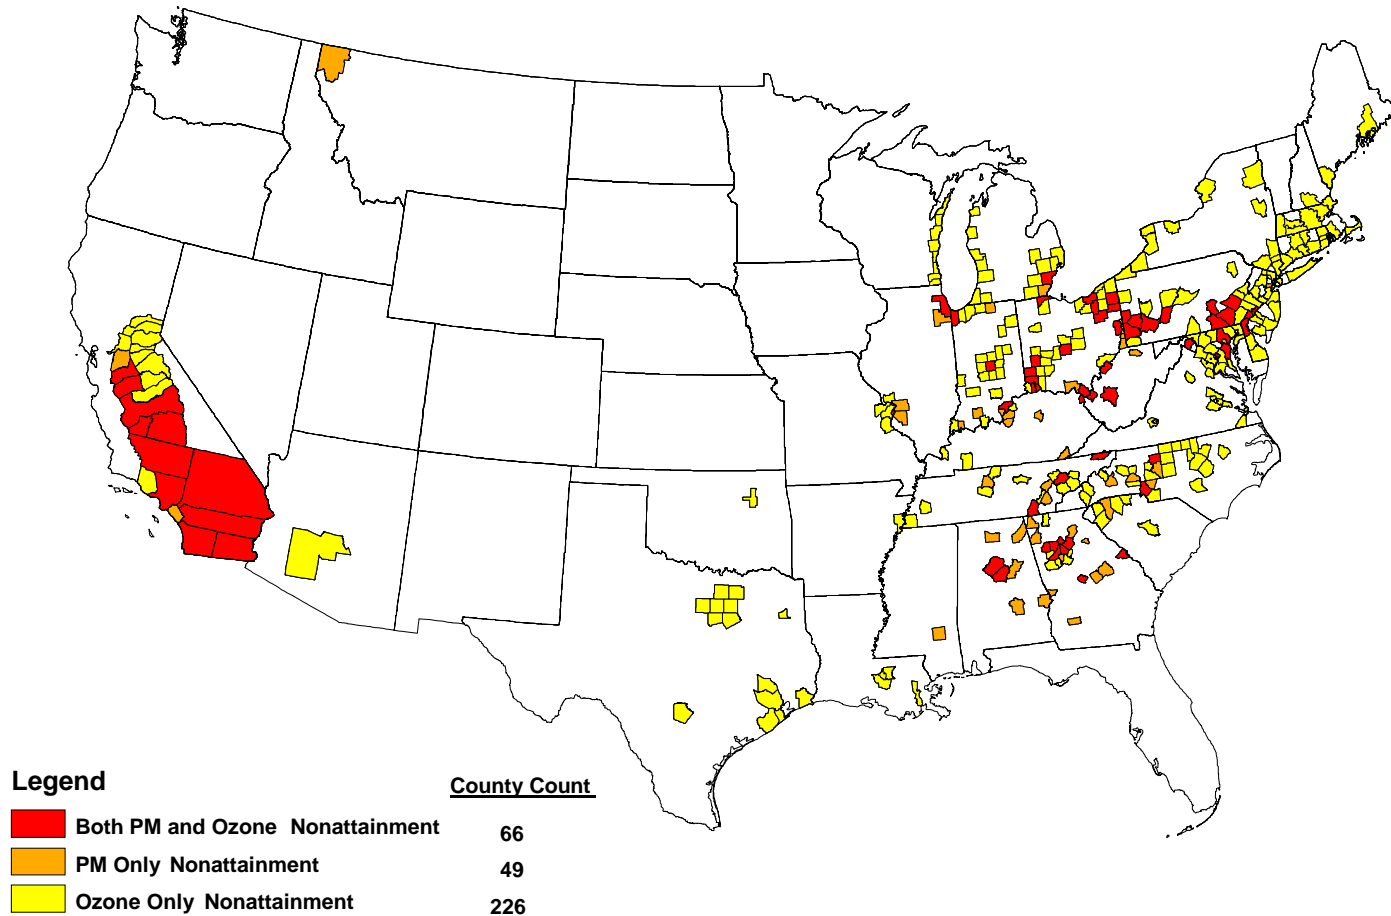 Legend
County Count
Both PM and Ozone Nonattainment 66
PM Only Nonattainment 49
Ozone Only Nonattainment 226